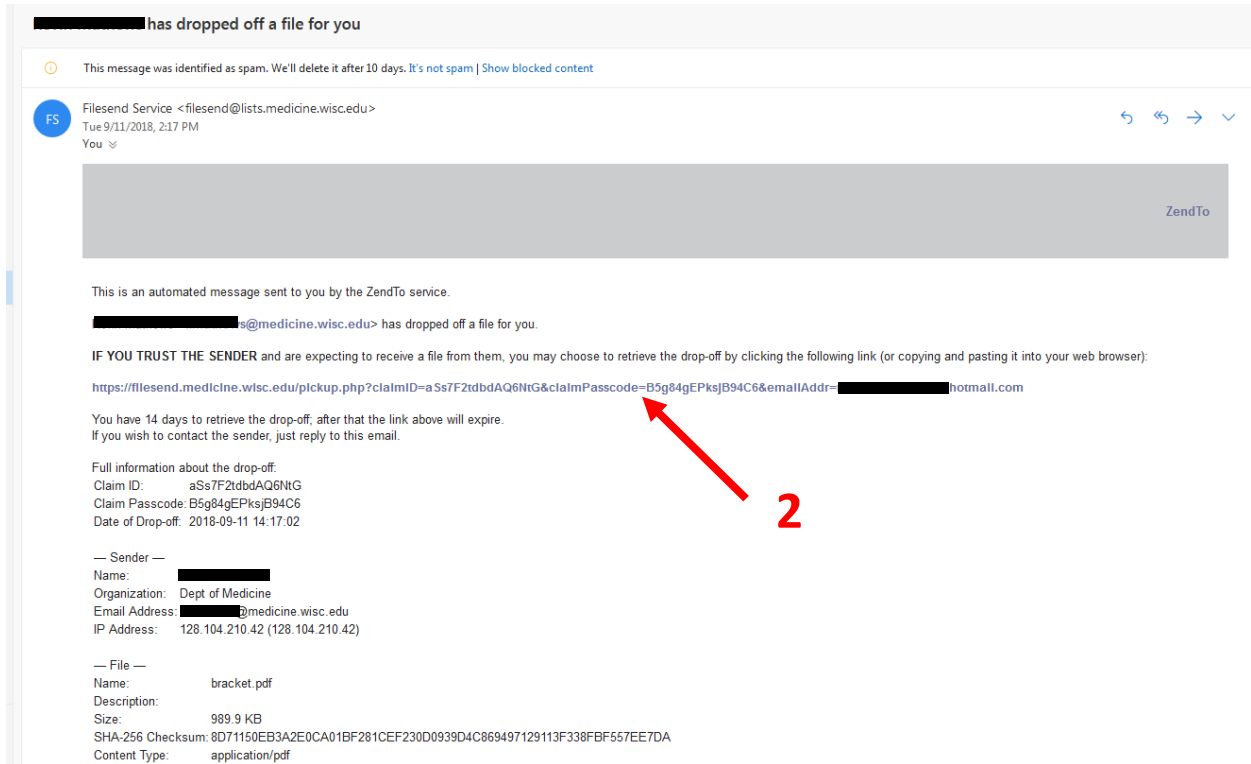 has dropped off a file for you
This message was identified as spam. We'll delete it after 10 days. It's not spam | Show blocked content
FS
Filesend Service <filesend@lists.medicine.wisc.edu>
Tue 9/11/2018, 2:17 PM
You
ZendTo
This is an automated message sent to you by the ZendTo service.
s@medicine.wisc.edu> has dropped off a file for you.
IF YOU TRUST THE SENDER and are expecting to receive a file from them, you may choose to retrieve the drop-off by clicking the following link (or copying and pasting it into your web browser):
https://filesend.medicine.wisc.edu/pickup.php?claimID=aSs7F2tdbdAQ6NtG&claimPasscode=B5g84gEPksjB94C6&emailAddr= hotmail.com
You have 14 days to retrieve the drop-off; after that the link above will expire.
If you wish to contact the sender, just reply to this email.
2
Full information about the drop-off:
Claim ID: aSs7F2tdbdAQ6NtG
Claim Passcode: B5g84gEPksjB94C6
Date of Drop-off: 2018-09-11 14:17:02
— Sender —
Name:
Organization: Dept of Medicine
Email Address: @medicine.wisc.edu
IP Address: 128.104.210.42 (128.104.210.42)
— File —
Name: bracket.pdf
Description:
Size: 989.9 KB
SHA-256 Checksum: 8D71150EB3A2E0CA01BF281CEF230D0939D4C869497129113F338FBF557EE7DA
Content Type: application/pdf